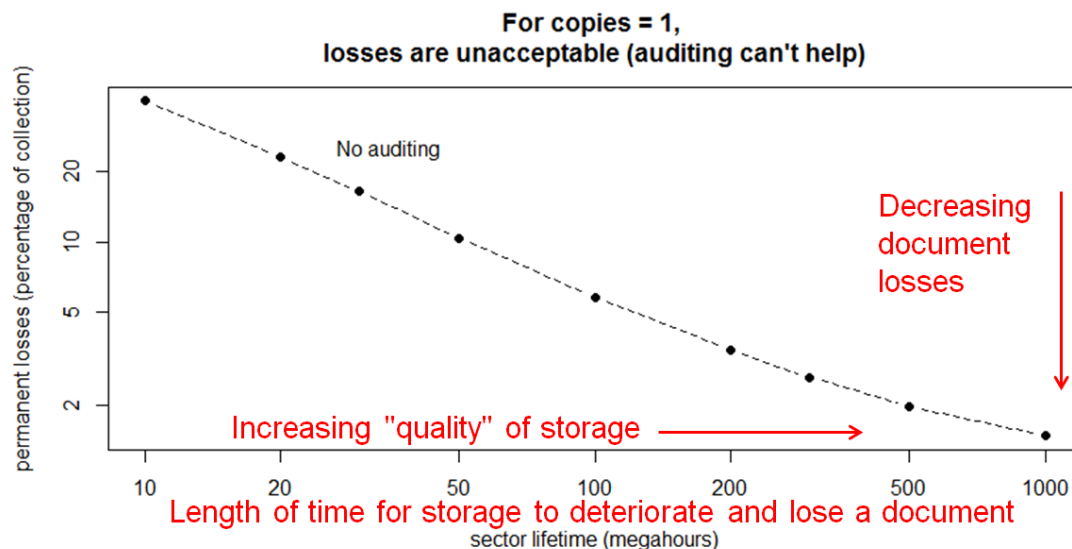 For copies = 1,
losses are unacceptable (auditing can't help)
permanent losses (percentage of collection)
20
10
5
2
No auditing
Decreasing
document
losses
Increasing "quality" of storage
10 20 50 100 200 500 1000
Length of time for storage to deteriorate and lose a document
sector lifetime (megahours)